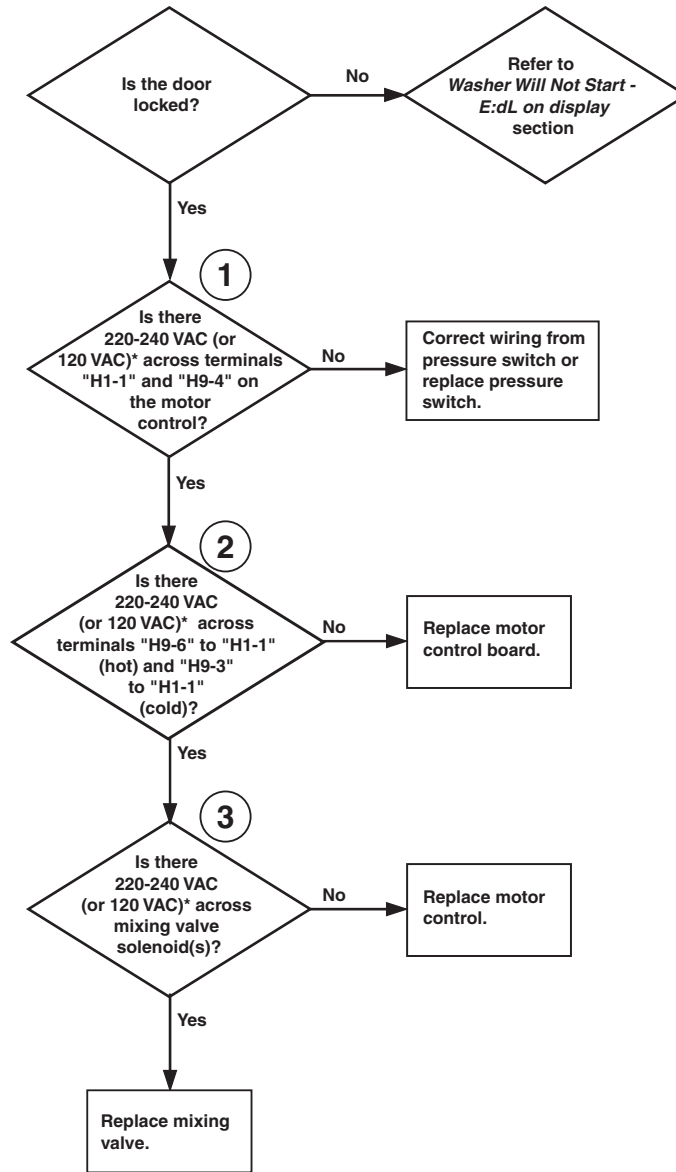 Is the door
locked?
No
Refer to
Washer Will Not Start -
E:dL on display
section
Yes
1
Is there
220-240 VAC (or
120 VAC)* across terminals
"H1-1" and "H9-4" on
the motor
control?
No
Correct wiring from
pressure switch or
replace pressure
switch.
Yes
2
Is there
220-240 VAC
(or 120 VAC)* across
terminals "H9-6" to "H1-1"
(hot) and "H9-3"
to "H1-1"
(cold)?
No
Replace motor
control board.
Yes
3
Is there
220-240 VAC
(or 120 VAC)* across
mixing valve
solenoid(s)?
No
Replace motor
control.
Yes
Replace mixing
valve.